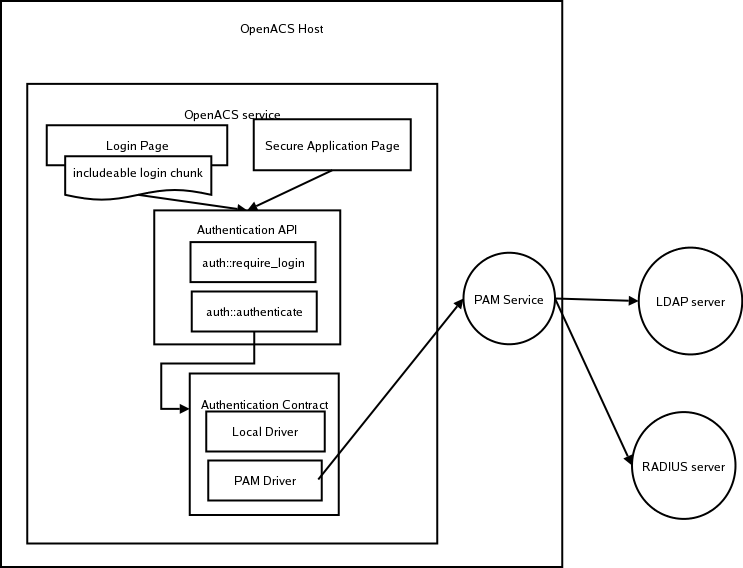 OpenACS Host
OpenACS service
Login Page
Secure Application Page
includeable login chunk
Authentication API
auth::require_login
auth::authenticate
PAM Service
LDAP server
Authentication Contract
Local Driver
PAM Driver
RADIUS server